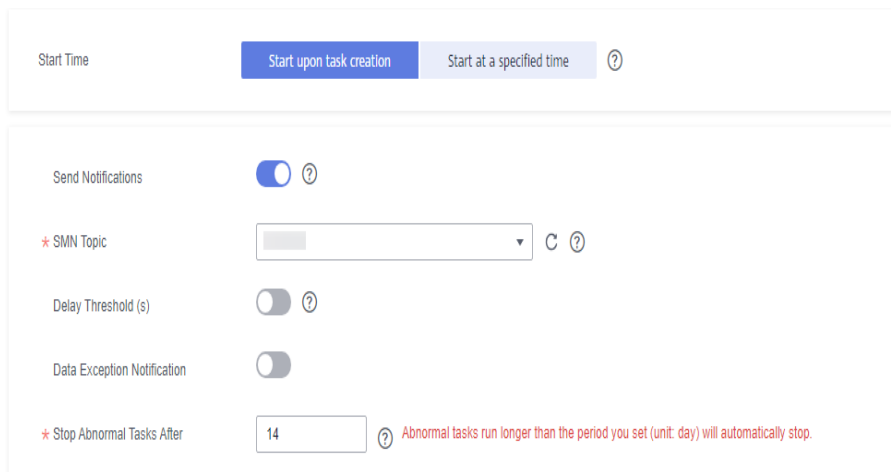 Start Time Start upon task creation Start at a specified time ?
Send Notifications ?
* SMN Topic ?
Delay Threshold (s) ?
Data Exception Notification
* Stop Abnormal Tasks After 14 ? Abnormal tasks run longer than the period you set (unit: day) will automatically stop.